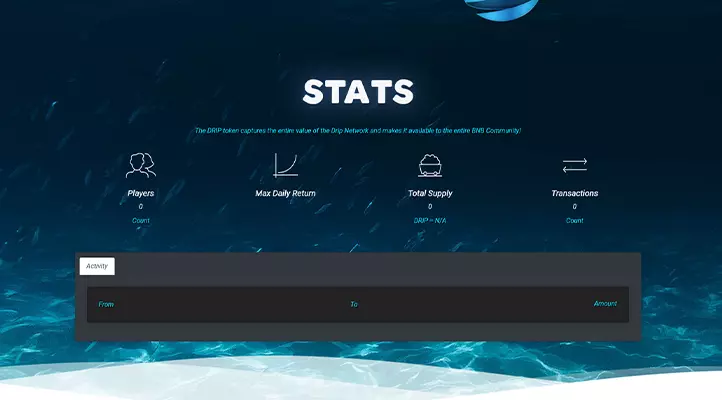 STATS
The DRIP token captures the entire value of the Drip Network and makes it available to the entire BNB Community!
Players
0
Count
Max Daily Return
Total Supply
0
DRIP ≈ N/A
Transactions
0
Count
Activity
From To Amount